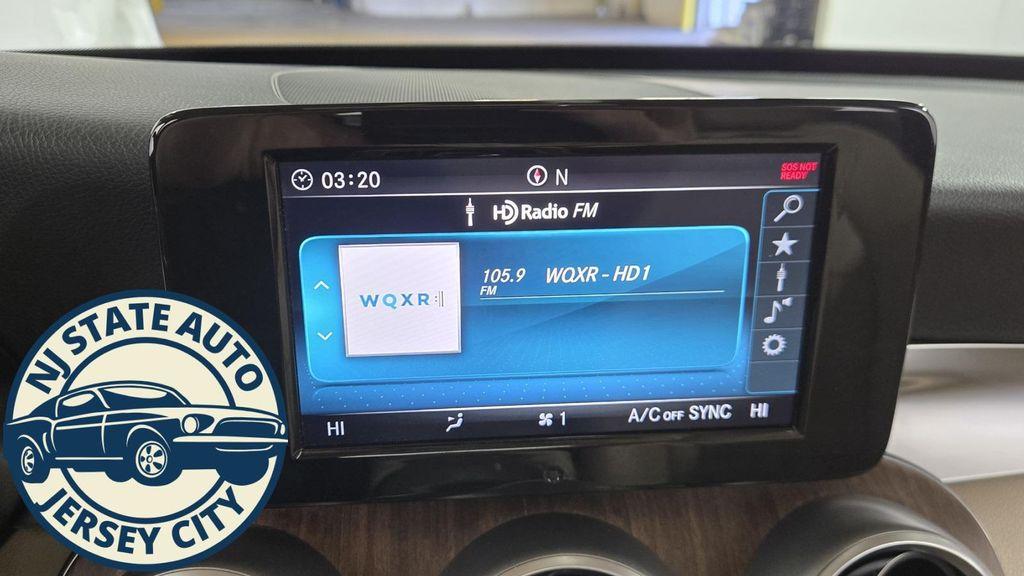 03:20 N SOS NOT
READY
HD Radio FM
WQXR
105.9 WQXR - HD1
FM
HI 1 A/C OFF SYNC HI
NJ STATE AUTO
JERSEY CITY